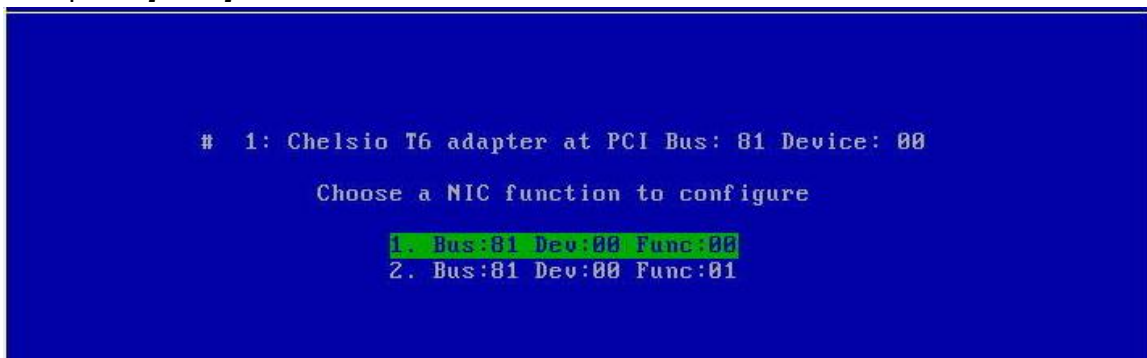 # 1: Chelsio T6 adapter at PCI Bus: 81 Device: 00
Choose a NIC function to configure
1. Bus:81 Dev:00 Func:00
2. Bus:81 Dev:00 Func:01